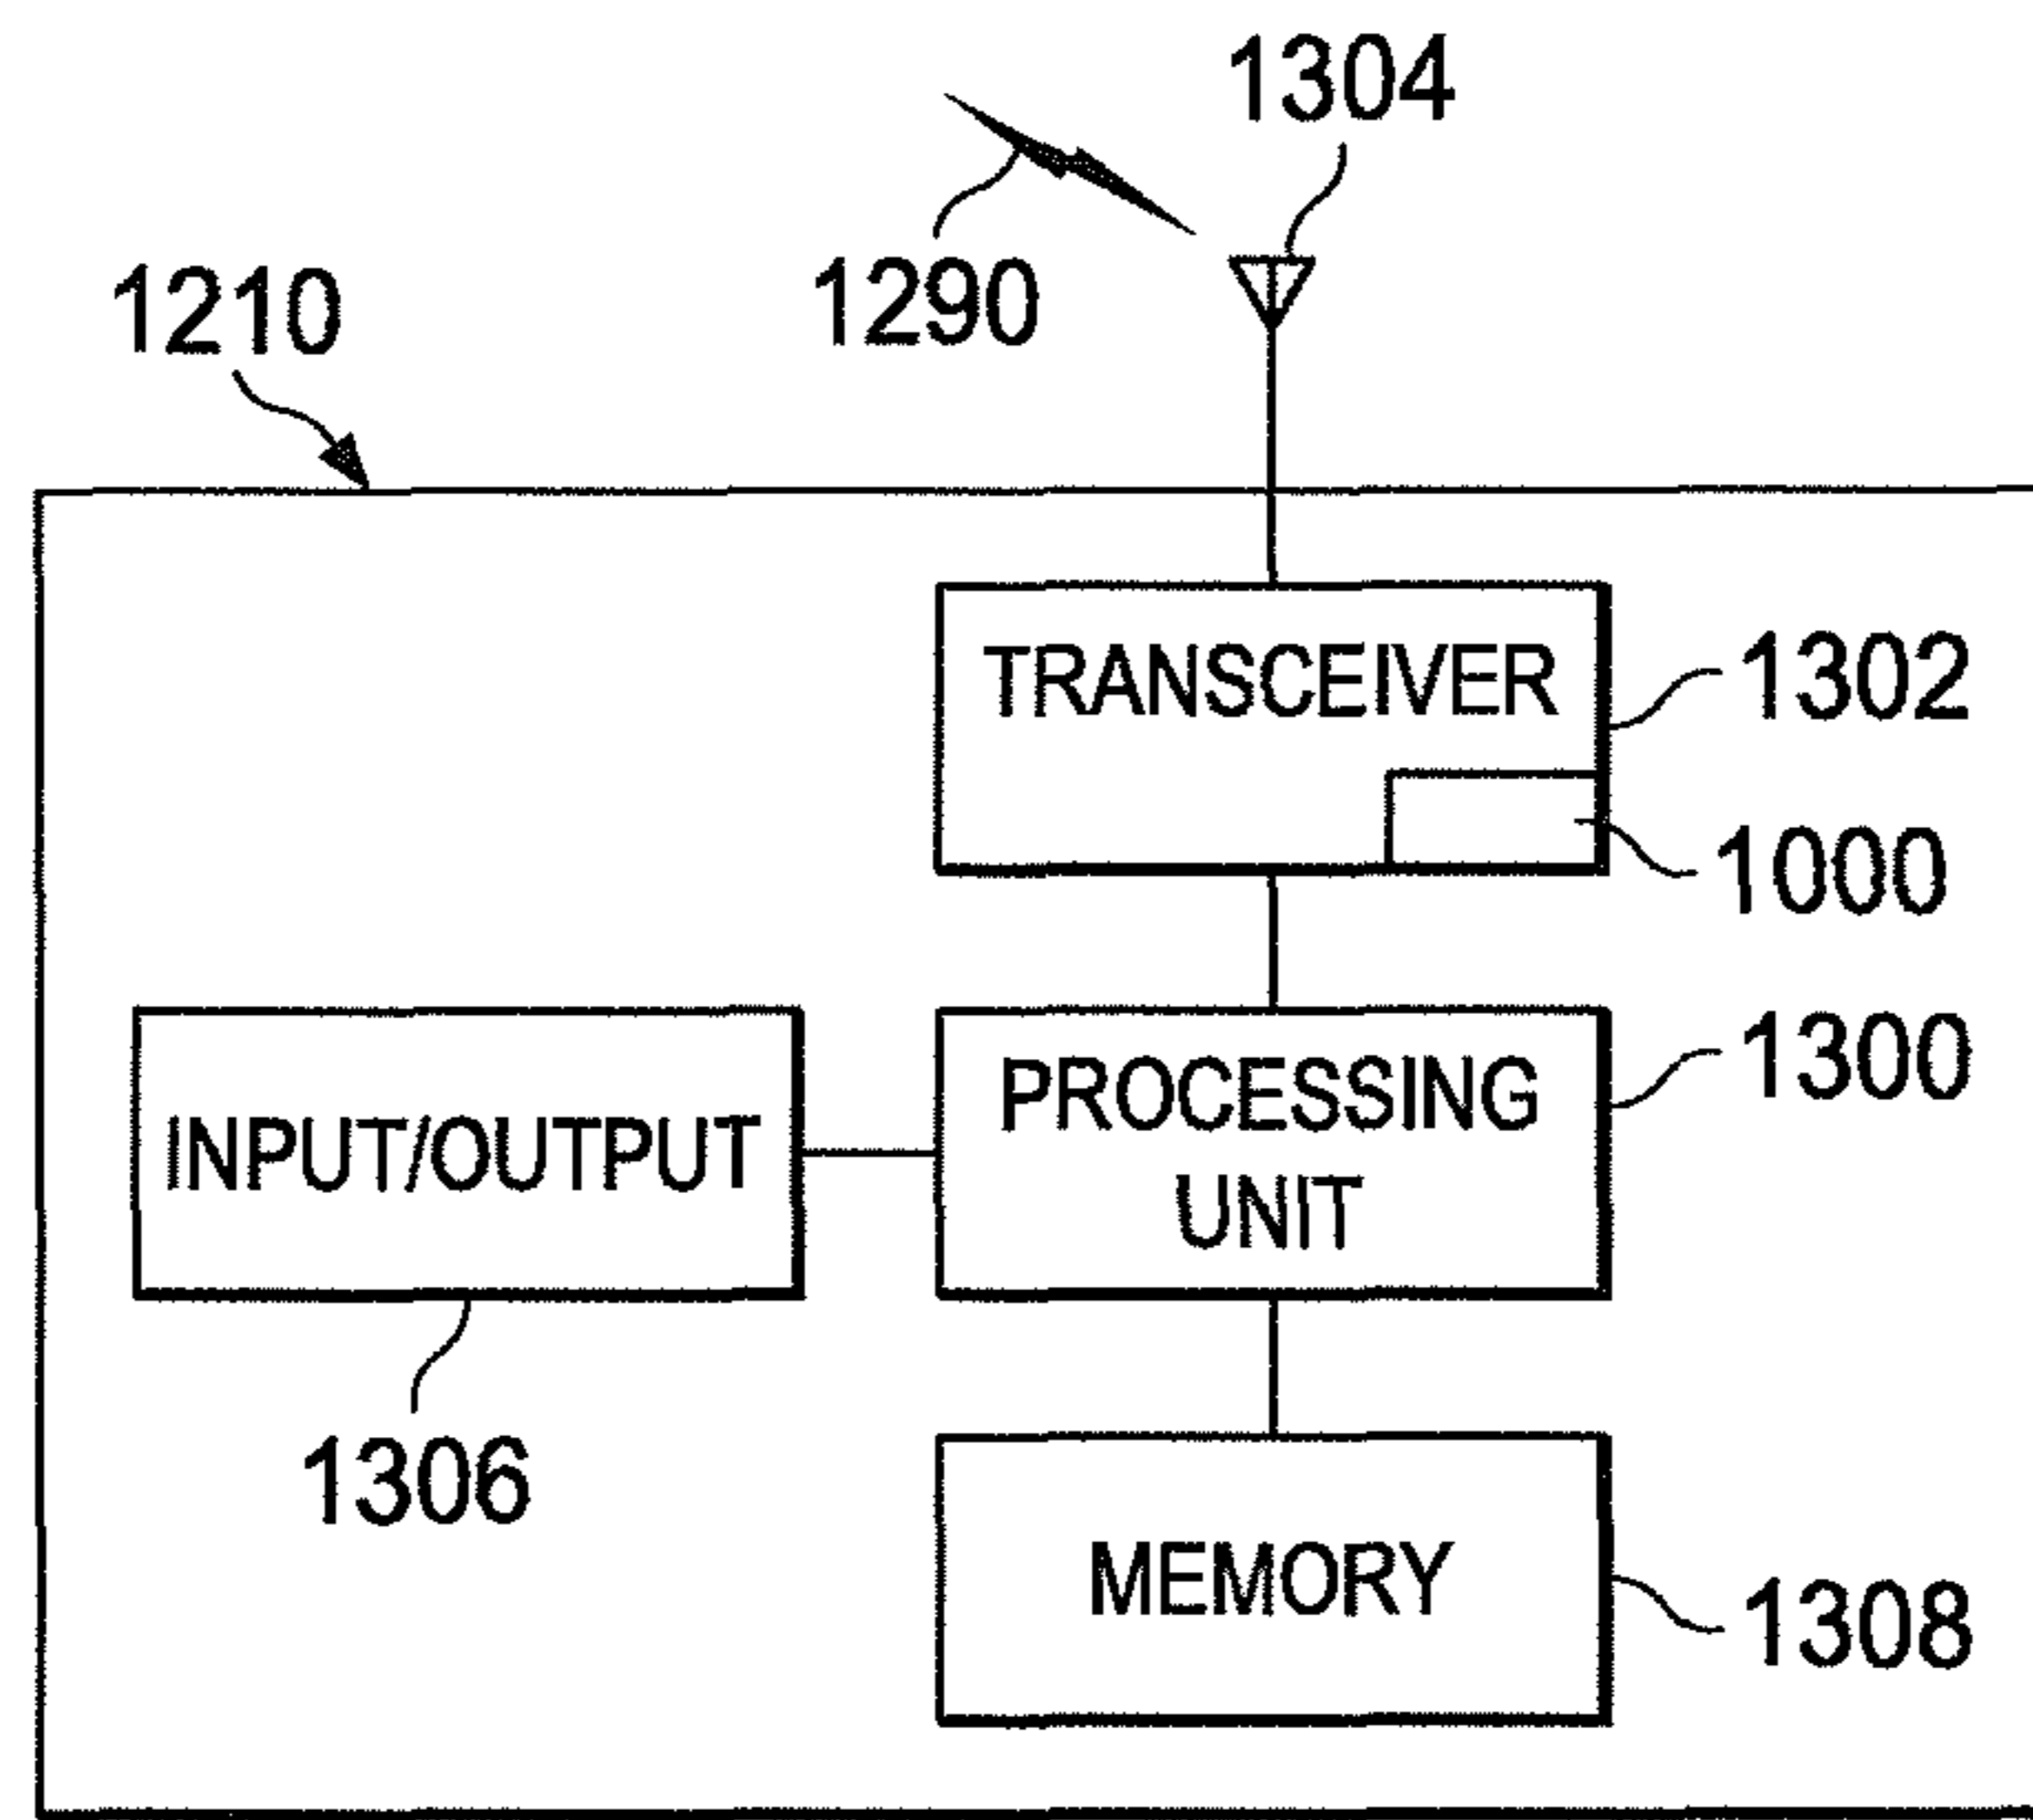 1304
1290
1210
TRANSCEIVER
1302
1000
INPUT/OUTPUT
PROCESSING
UNIT
1300
1306
MEMORY
1308